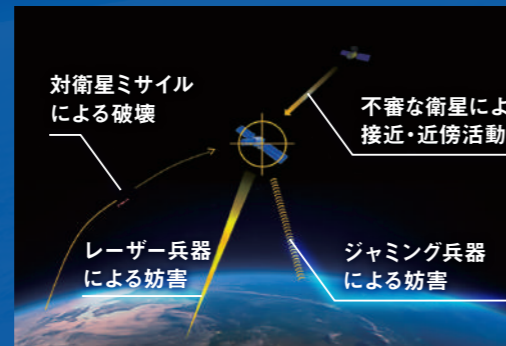 対衛星ミサイル
による破壊
不審な衛星によ
接近・近傍活動
レーザー兵器
による妨害
ジャミング兵器
による妨害